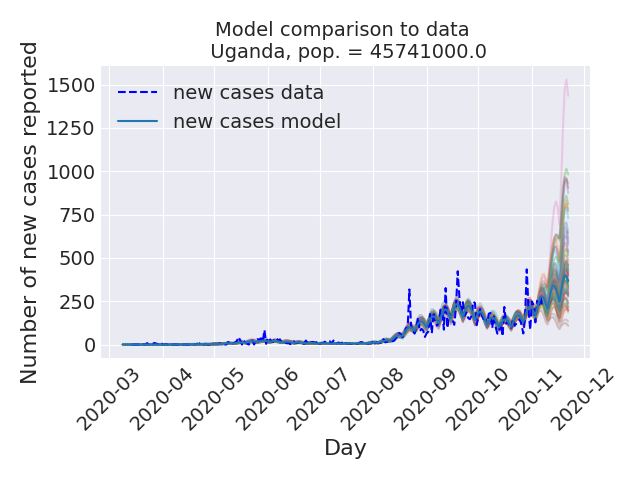 Model comparison to data
Uganda, pop. = 45741000.0
Number of new cases reported
1500
1250
1000
750
500
250
0
new cases data
new cases model
2020-03
2020-04
2020-05
2020-06
2020-07
2020-08
2020-09
2020-10
2020-11
2020-12
Day